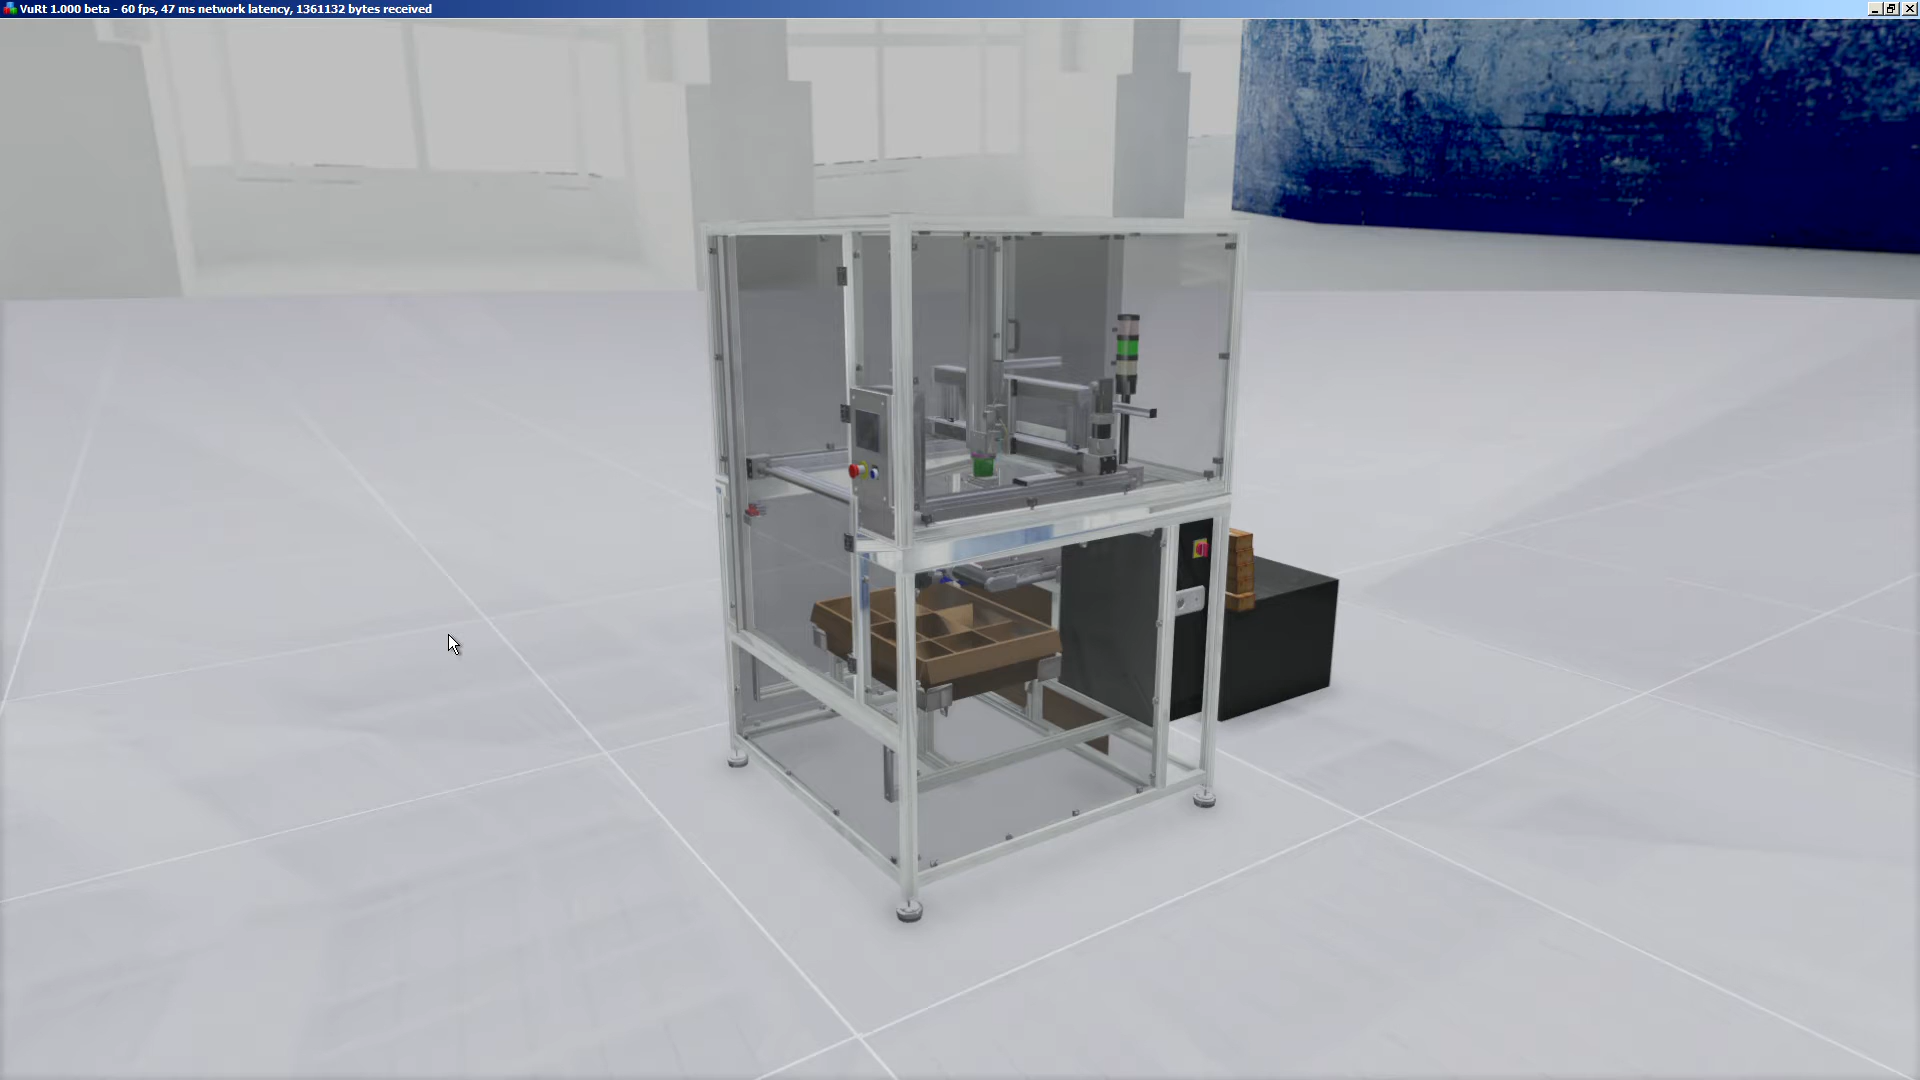 VuRt 1.000 beta - 60 fps, 47 ms network latency, 1361132 bytes received